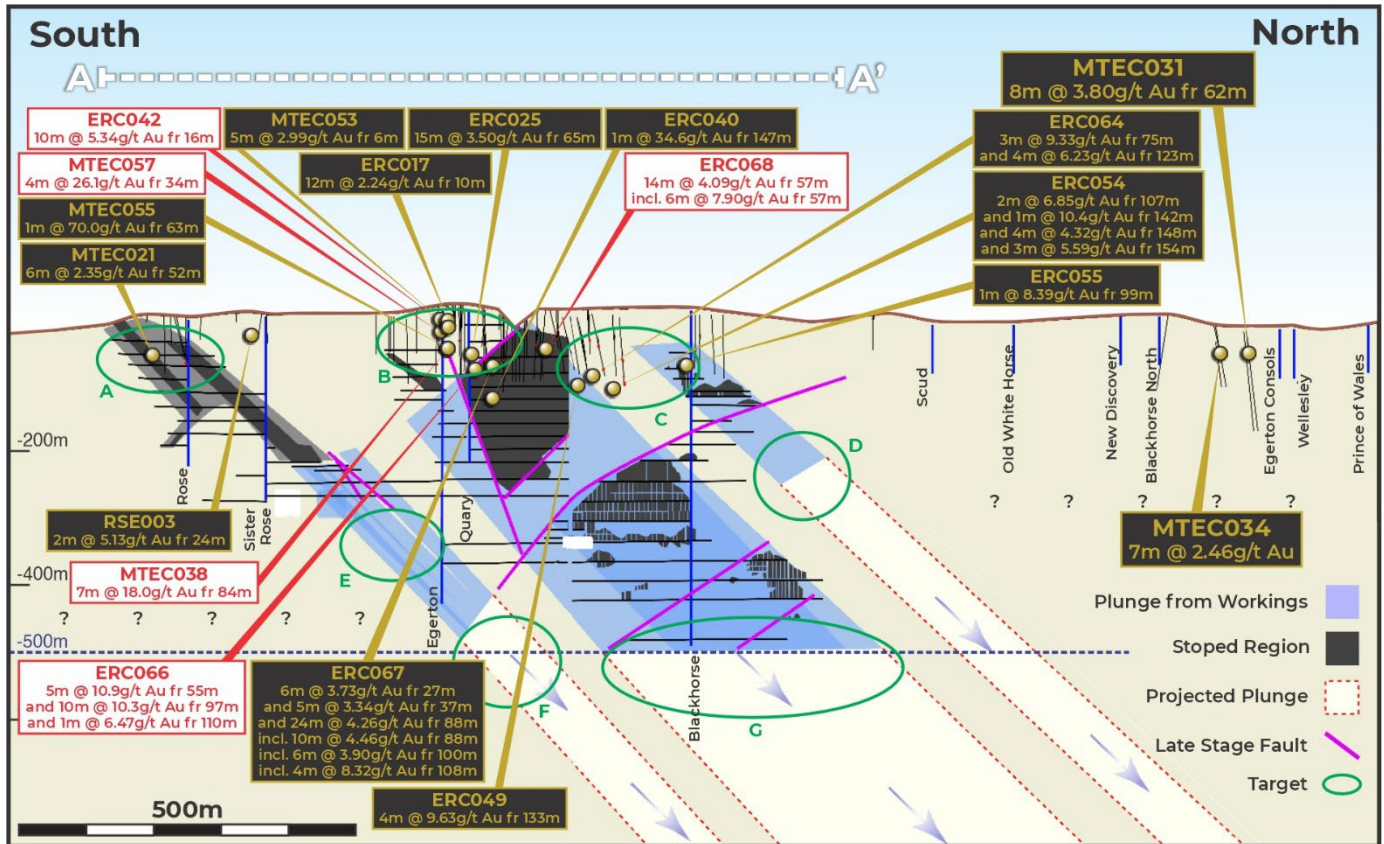 South
North
A
A'
MTEC031
8m @ 3.80g/t Au fr 62m
ERC042
10m @ 5.34g/t Au fr 16m
MTEC053
5m @ 2.99g/t Au fr 6m
ERC025
15m @ 3.50g/t Au fr 65m
ERC040
1m @ 34.6g/t Au fr 147m
ERC064
3m @ 9.33g/t Au fr 75m
and 4m @ 6.23g/t Au fr 123m
MTEC057
4m @ 26.1g/t Au fr 34m
ERC017
12m @ 2.24g/t Au fr 10m
ERC068
14m @ 4.09g/t Au fr 57m
incl. 6m @ 7.90g/t Au fr 57m
ERC054
2m @ 6.85g/t Au fr 107m
and 1m @ 10.4g/t Au fr 142m
and 4m @ 4.32g/t Au fr 148m
and 3m @ 5.59g/t Au fr 154m
MTEC055
1m @ 70.0g/t Au fr 63m
MTEC021
6m @ 2.35g/t Au fr 52m
ERC055
1m @ 8.39g/t Au fr 99m
A
B
C
D
E
F
G
-200m
-400m
-500m
Rose
Sister
Rose
Egerton
Quary
Blackhorse
Scud
Old White Horse
New Discovery
Blackhorse North
Egerton Consols
Wellesley
Prince of Wales
? ? ? ? ? ?
RSE003
2m @ 5.13g/t Au fr 24m
MTEC034
7m @ 2.46g/t Au
MTEC038
7m @ 18.0g/t Au fr 84m
? ? ? ? ?
ERC066
5m @ 10.9g/t Au fr 55m
and 10m @ 10.3g/t Au fr 97m
and 1m @ 6.47g/t Au fr 110m
ERC067
6m @ 3.73g/t Au fr 27m
and 5m @ 3.34g/t Au fr 37m
and 24m @ 4.26g/t Au fr 88m
incl. 10m @ 4.46g/t Au fr 88m
incl. 6m @ 3.90g/t Au fr 100m
incl. 4m @ 8.32g/t Au fr 108m
ERC049
4m @ 9.63g/t Au fr 133m
Plunge from Workings
Stoped Region
Projected Plunge
Late Stage Fault
Target
500m